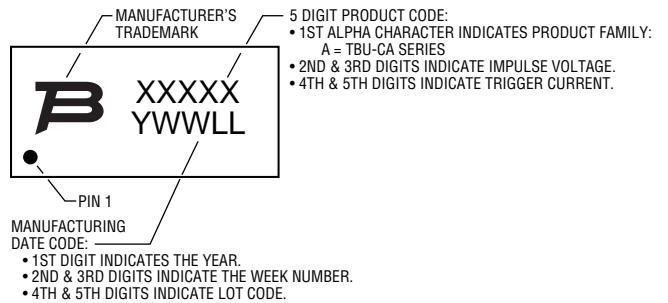 MANUFACTURER'S
TRADEMARK
5 DIGIT PRODUCT CODE:
• 1ST ALPHA CHARACTER INDICATES PRODUCT FAMILY:
A = TBU-CA SERIES
• 2ND & 3RD DIGITS INDICATE IMPULSE VOLTAGE.
• 4TH & 5TH DIGITS INDICATE TRIGGER CURRENT.
XXXXX
YWWLL
PIN 1
MANUFACTURING
DATE CODE:
• 1ST DIGIT INDICATES THE YEAR.
• 2ND & 3RD DIGITS INDICATE THE WEEK NUMBER.
• 4TH & 5TH DIGITS INDICATE LOT CODE.